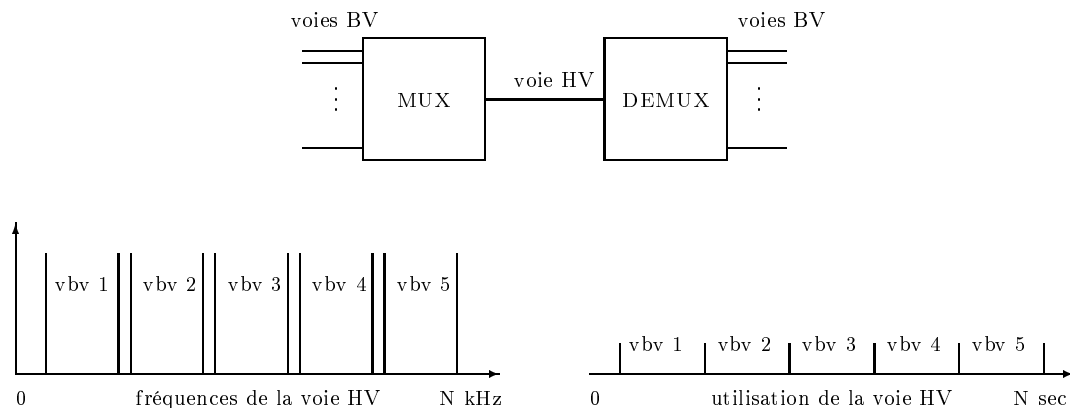 voies BV
voies BV
voie HV
MUX
DEMUX
vbv 1
vbv 2
vbv 3
vbv 4
vbv 5
vbv 1
vbv 2
vbv 3
vbv 4
vbv 5
0
fréquences de la voie HV
N kHz
0
utilisation de la voie HV
N sec